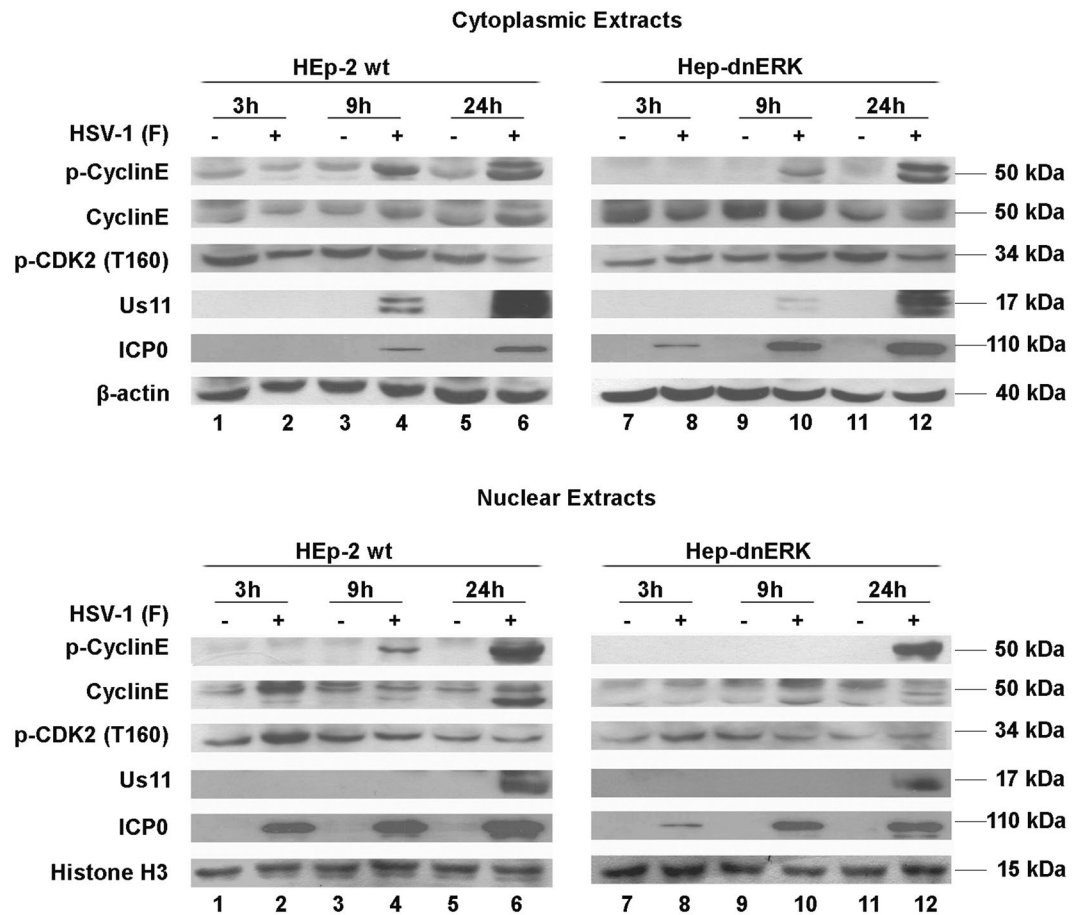 Cytoplasmic Extracts
HEp-2 wt Hep-dnERK
3h 9h 24h 3h 9h 24h
HSV-1 (F) - + - + - + - + - + - +
p-CyclinE 50 kDa
CyclinE 50 kDa
p-CDK2 (T160) 34 kDa
Us11 17 kDa
ICP0 110 kDa
β-actin 40 kDa
1 2 3 4 5 6 7 8 9 10 11 12
Nuclear Extracts
HEp-2 wt Hep-dnERK
3h 9h 24h 3h 9h 24h
HSV-1 (F) - + - + - + - + - + - +
p-CyclinE 50 kDa
CyclinE 50 kDa
p-CDK2 (T160) 34 kDa
Us11 17 kDa
ICP0 110 kDa
Histone H3 15 kDa
1 2 3 4 5 6 7 8 9 10 11 12